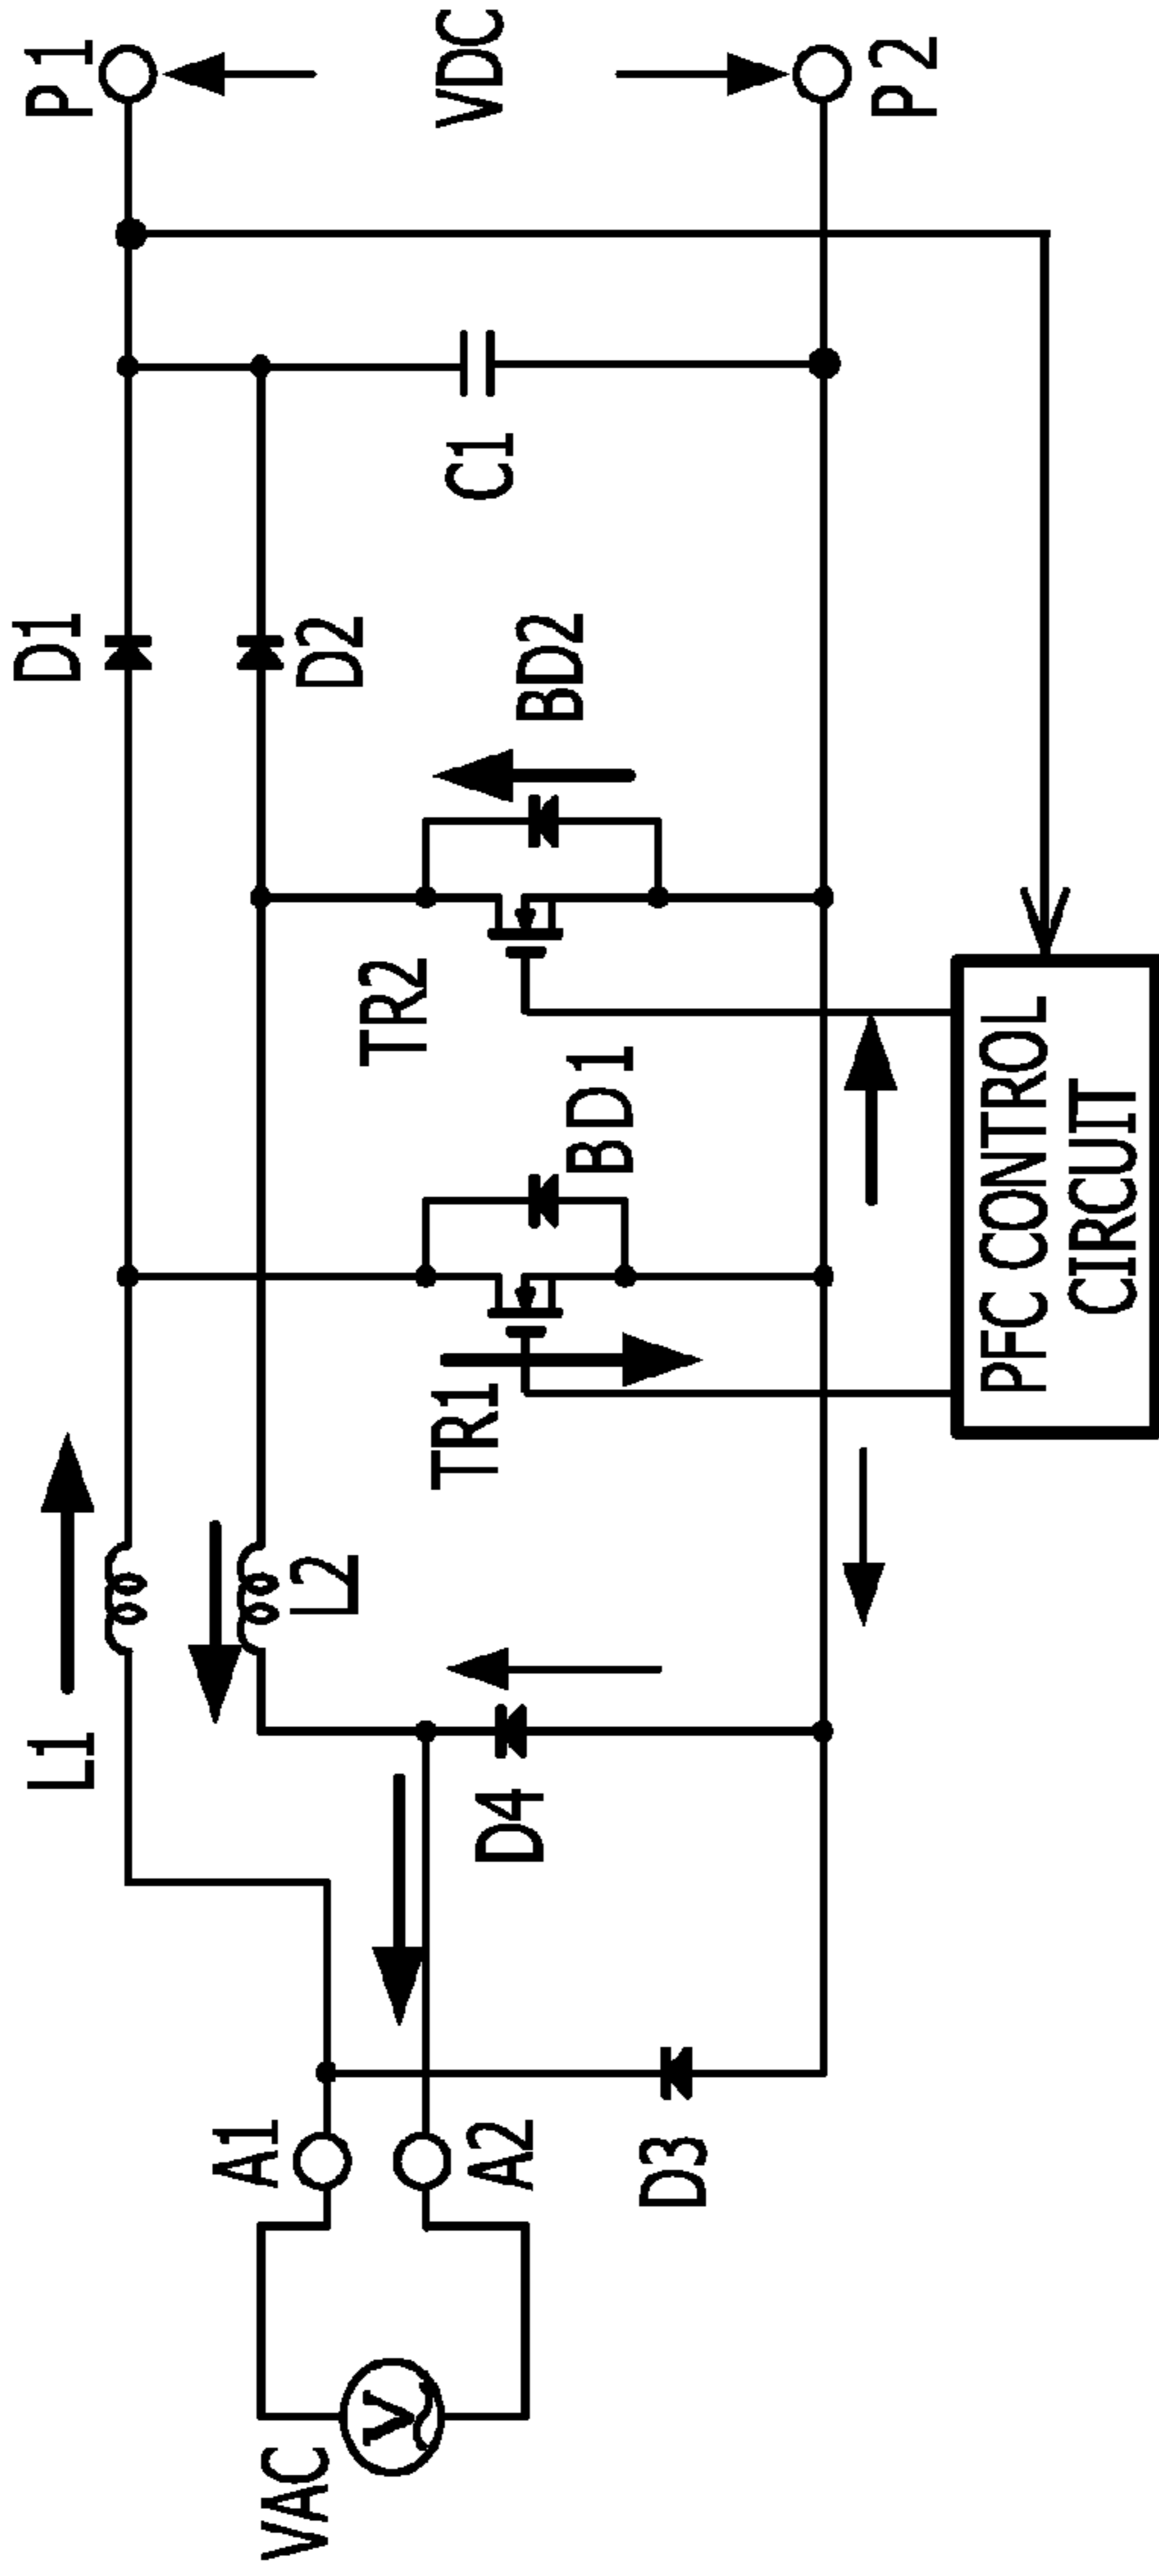 P1
D1
L1
VDC
D2
L2
A1
VAC
C1
BD2
TR2
BD1
TR1
D4
A2
V
D3
P2
PFC CONTROL
CIRCUIT